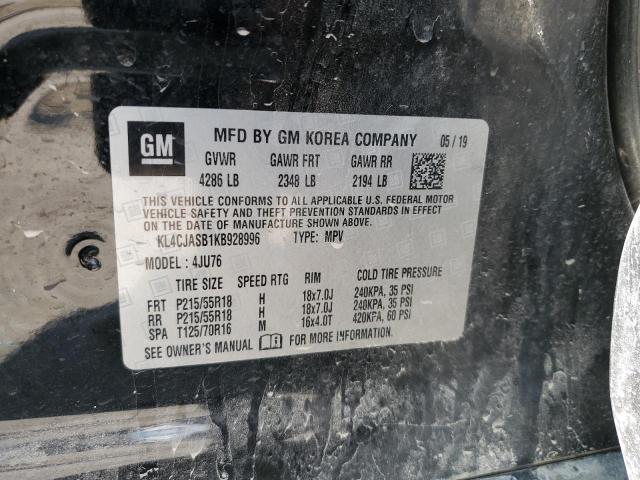 GM MFD BY GM KOREA COMPANY 05/19
GVWR GAWR FRT GAWR RR
4286 LB 2348 LB 2194 LB
THIS VEHICLE CONFORMS TO ALL APPLICABLE U.S. FEDERAL MOTOR
VEHICLE SAFETY AND THEFT PREVENTION STANDARDS IN EFFECT
ON THE DATE OF MANUFACTURE SHOWN ABOVE.
KL4CJASB1KB928996 TYPE: MPV
MODEL : 4JU76
TIRE SIZE SPEED RTG RIM COLD TIRE PRESSURE
FRT P215/55R18 H 18x7.0J 240KPA, 35 PSI
RR P215/55R18 H 18x7.0J 240KPA, 35 PSI
SPA T125/70R16 M 16x4.0T 420KPA, 60 PSI
SEE OWNER'S MANUAL FOR MORE INFORMATION.